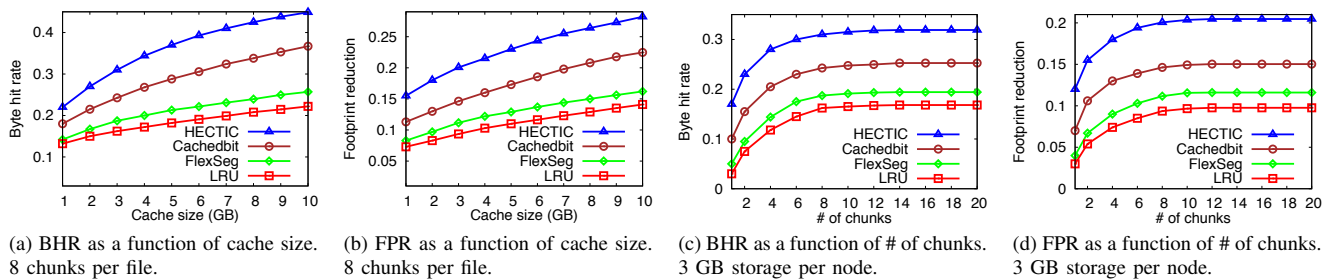 Byte hit rate
0.4
0.3
0.2
0.1
HECTIC
Cachedbit
FlexSeg
LRU
1 2 3 4 5 6 7 8 9 10
Cache size (GB)
(a) BHR as a function of cache size.
8 chunks per file.
Footprint reduction
0.25
0.2
0.15
0.1
0.05
HECTIC
Cachedbit
FlexSeg
LRU
1 2 3 4 5 6 7 8 9 10
Cache size (GB)
(b) FPR as a function of cache size.
8 chunks per file.
Byte hit rate
0.3
0.2
0.1
0
HECTIC
Cachedbit
FlexSeg
LRU
2 4 6 8 10 12 14 16 18 20
# of chunks
(c) BHR as a function of # of chunks.
3 GB storage per node.
Footprint reduction
0.2
0.15
0.1
0.05
0
HECTIC
Cachedbit
FlexSeg
LRU
2 4 6 8 10 12 14 16 18 20
# of chunks
(d) FPR as a function of # of chunks.
3 GB storage per node.